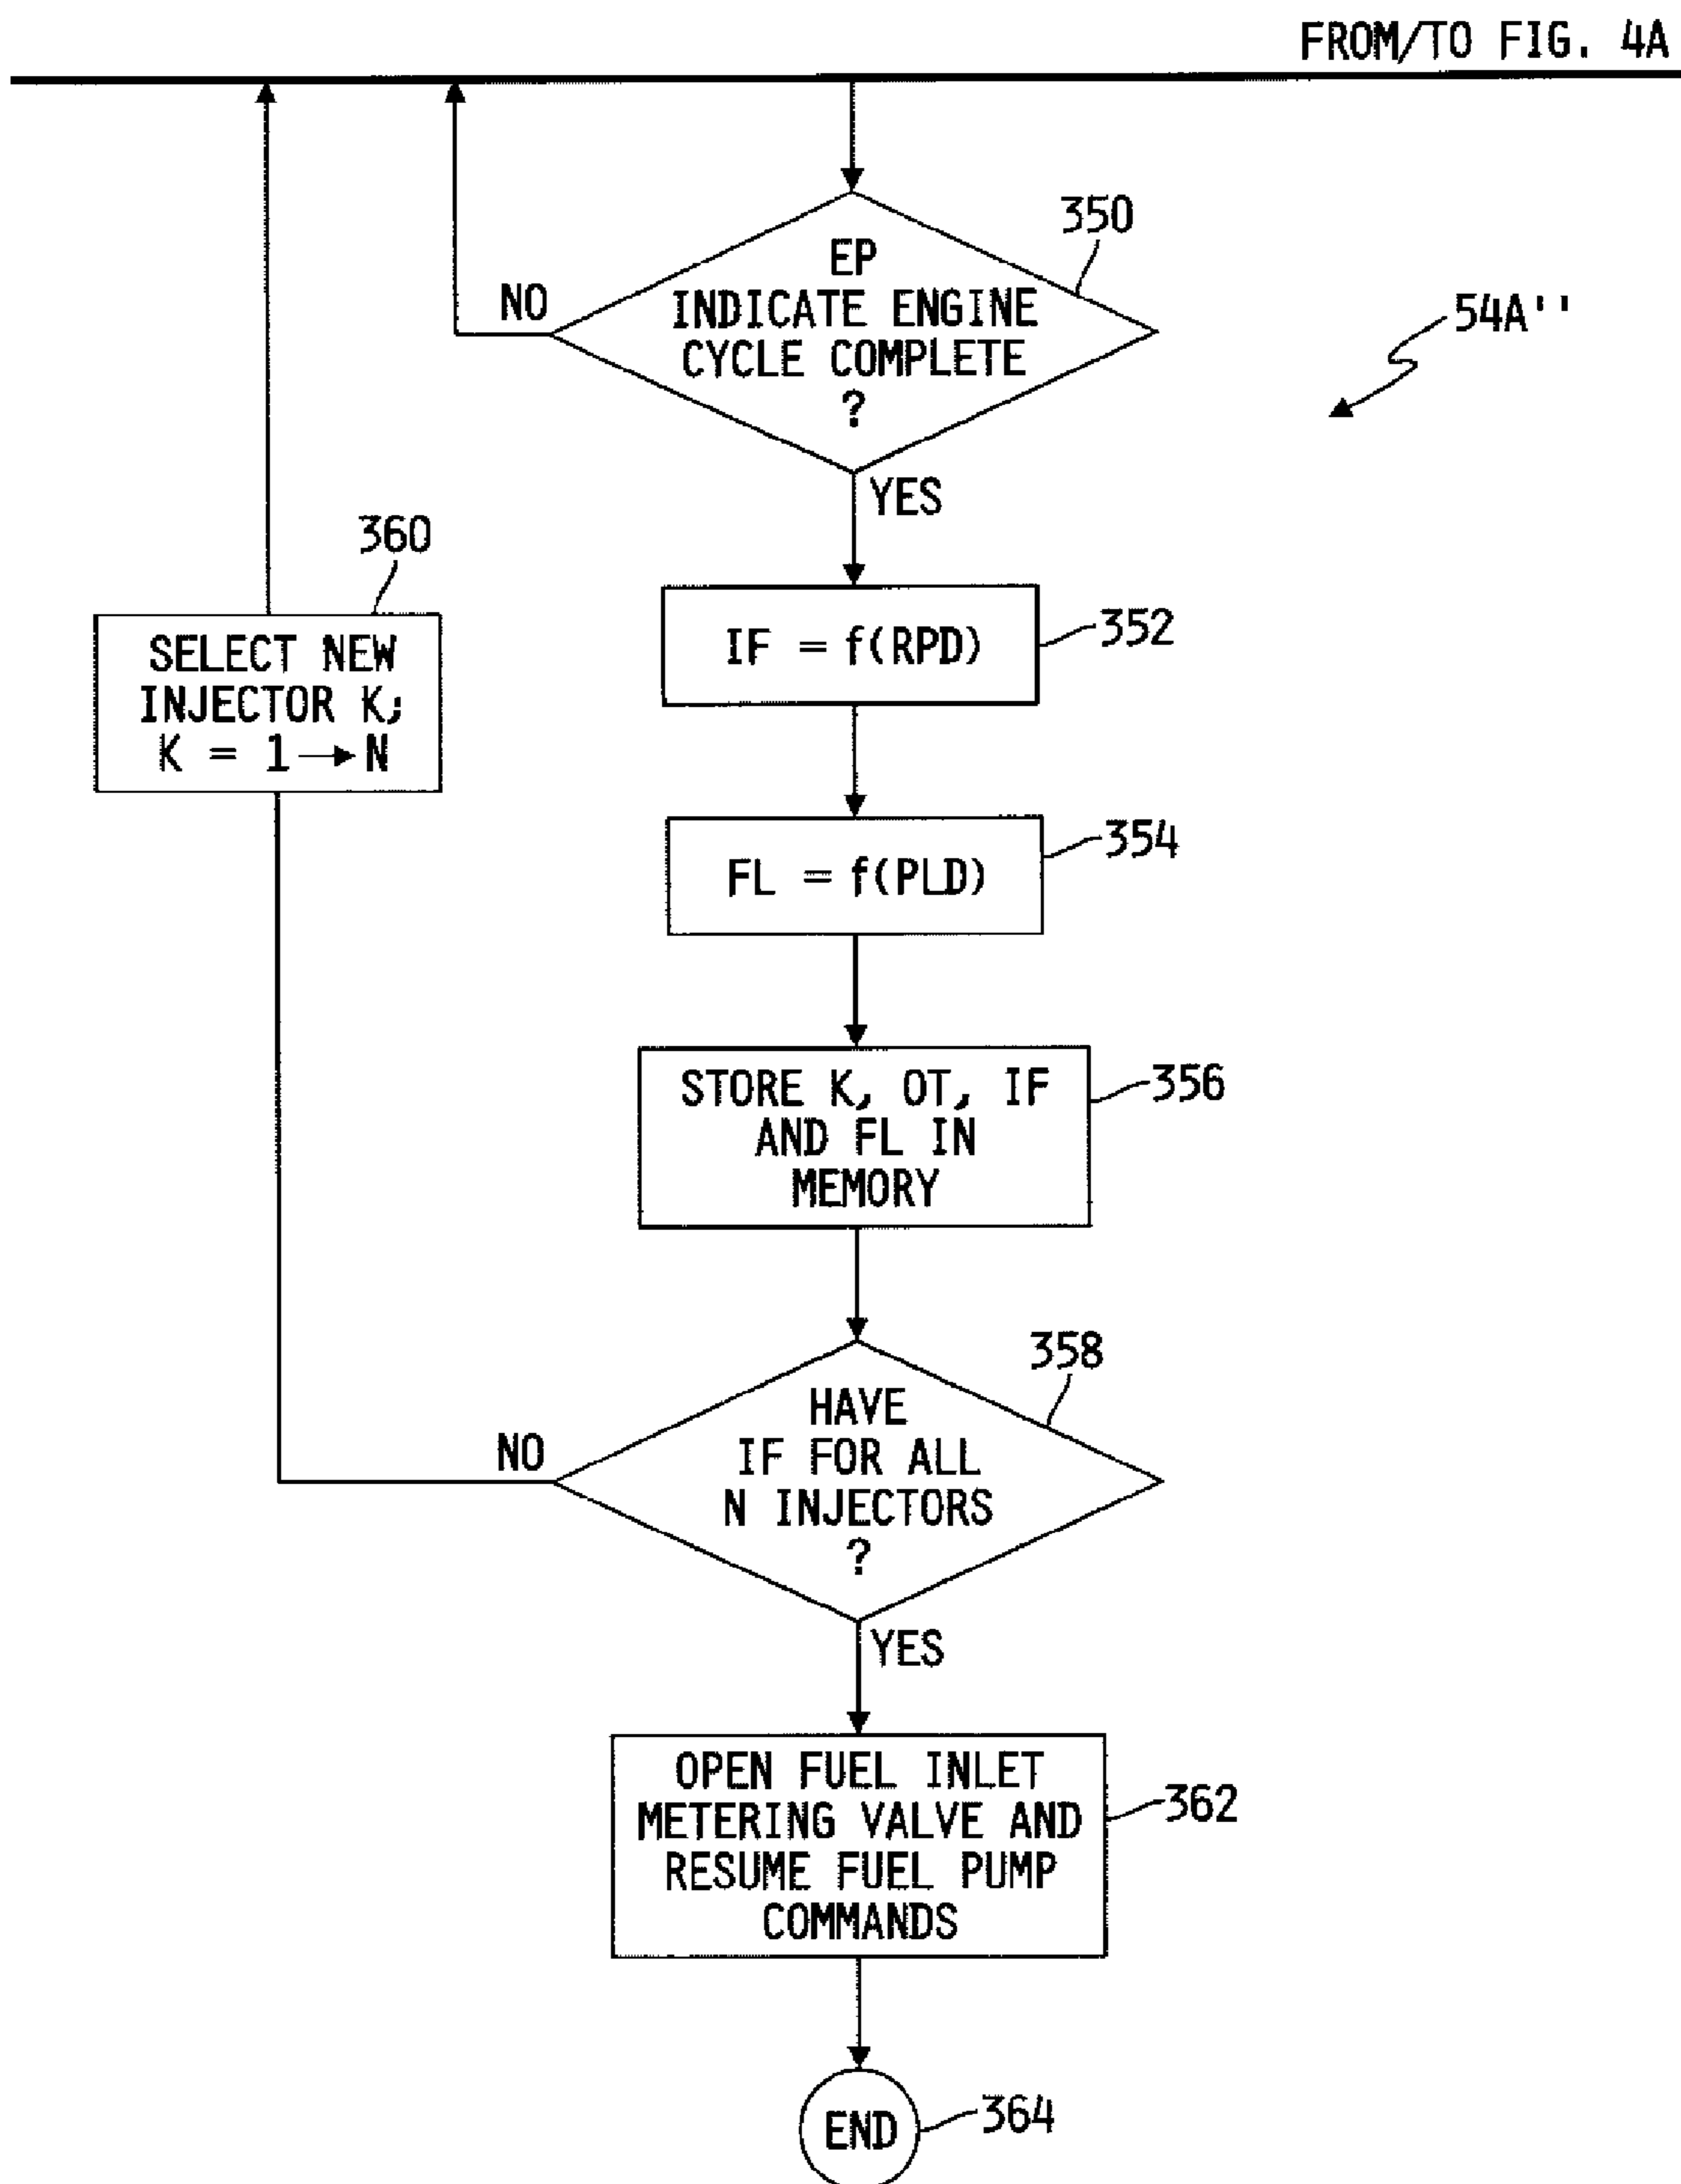 FROM/TO FIG. 4A
350
EP
INDICATE ENGINE
CYCLE COMPLETE
?
NO
54A''
YES
360
SELECT NEW
INJECTOR K;
K = 1 → N
IF = f(RPD)
352
FL = f(PLD)
354
STORE K, OT, IF
AND FL IN
MEMORY
356
358
HAVE
IF FOR ALL
N INJECTORS
?
NO
YES
OPEN FUEL INLET
METERING VALVE AND
RESUME FUEL PUMP
COMMANDS
362
END
364